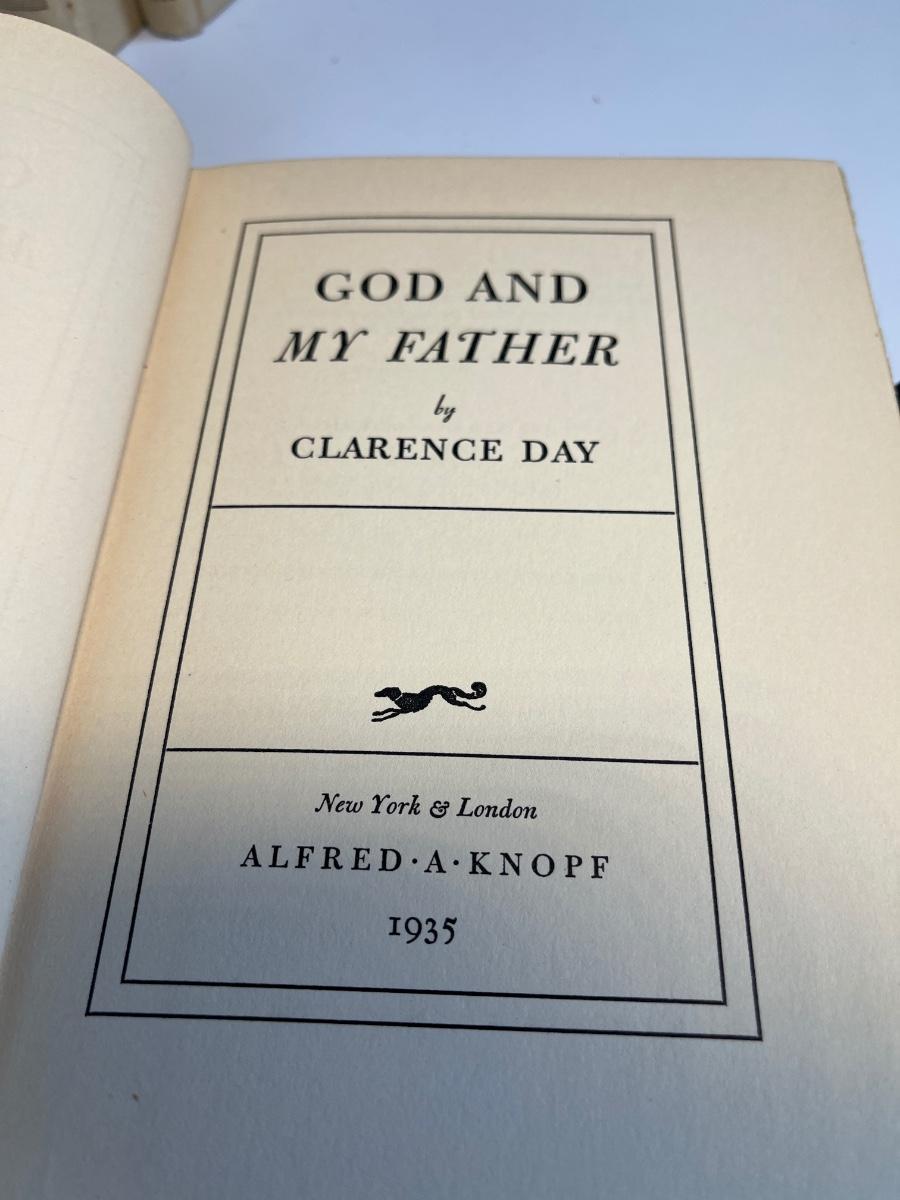 GOD AND
MY FATHER
by
CLARENCE DAY
New York & London
ALFRED·A·KNOPF
1935